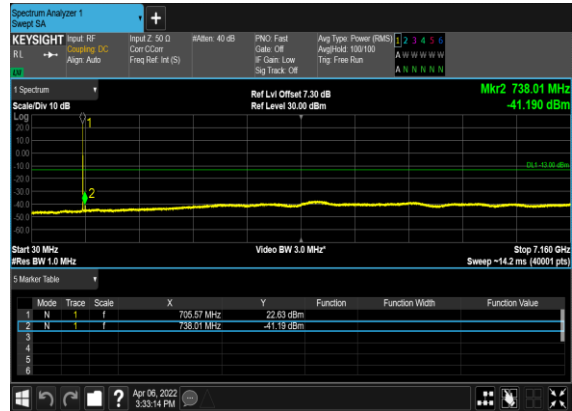 Spectrum Analyzer 1
Swept SA
KEYSIGHT Input: RF Input Z: 50 Ω #Atten: 40 dB PNO: Fast Avg Type: Power (RMS) 1 2 3 4 5 6
RL Coupling: DC Corr CCorr Gate: Off Avg|Hold: 100/100 A W W W W W
Align: Auto Freq Ref: Int (S) IF Gain: Low Trig: Free Run
Sig Track: Off A N N N N N
1 Spectrum Ref Lvl Offset 7.30 dB Mkr2 738.01 MHz
Scale/Div 10 dB Ref Level 30.00 dBm -41.190 dBm
Log
20.0
10.0
0.00
-10.0
-20.0
-30.0
-40.0
-50.0
-60.0
1
2
DL1 -13.00 dBm
Start 30 MHz Video BW 3.0 MHz* Stop 7.160 GHz
#Res BW 1.0 MHz Sweep ~14.2 ms (40001 pts)
5 Marker Table
Mode Trace Scale X Y Function Function Width Function Value
1 N 1 f 705.57 MHz 22.63 dBm
2 N 1 f 738.01 MHz -41.19 dBm
3
4
5
6
? Apr 06, 2022
3:33:14 PM